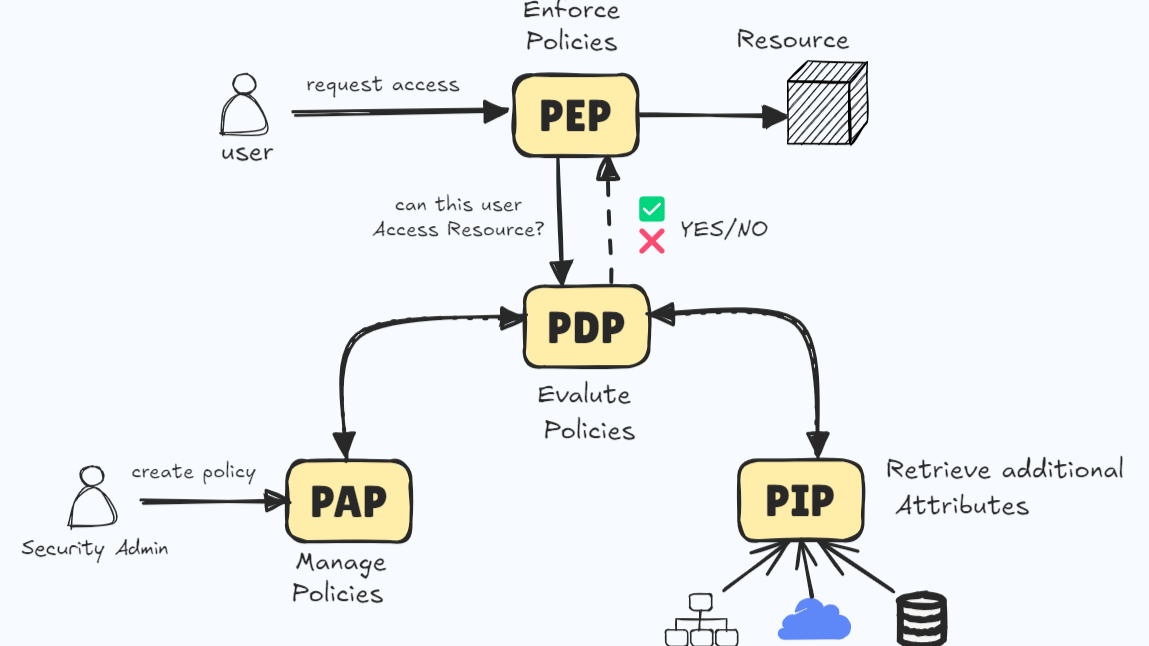 Enforce
Policies
Resource
request access
PEP
user
can this user
Access Resource?
YES/NO
PDP
Evalute
Policies
create policy
PAP
Security Admin
Manage
Policies
PIP
Retrieve additional
Attributes